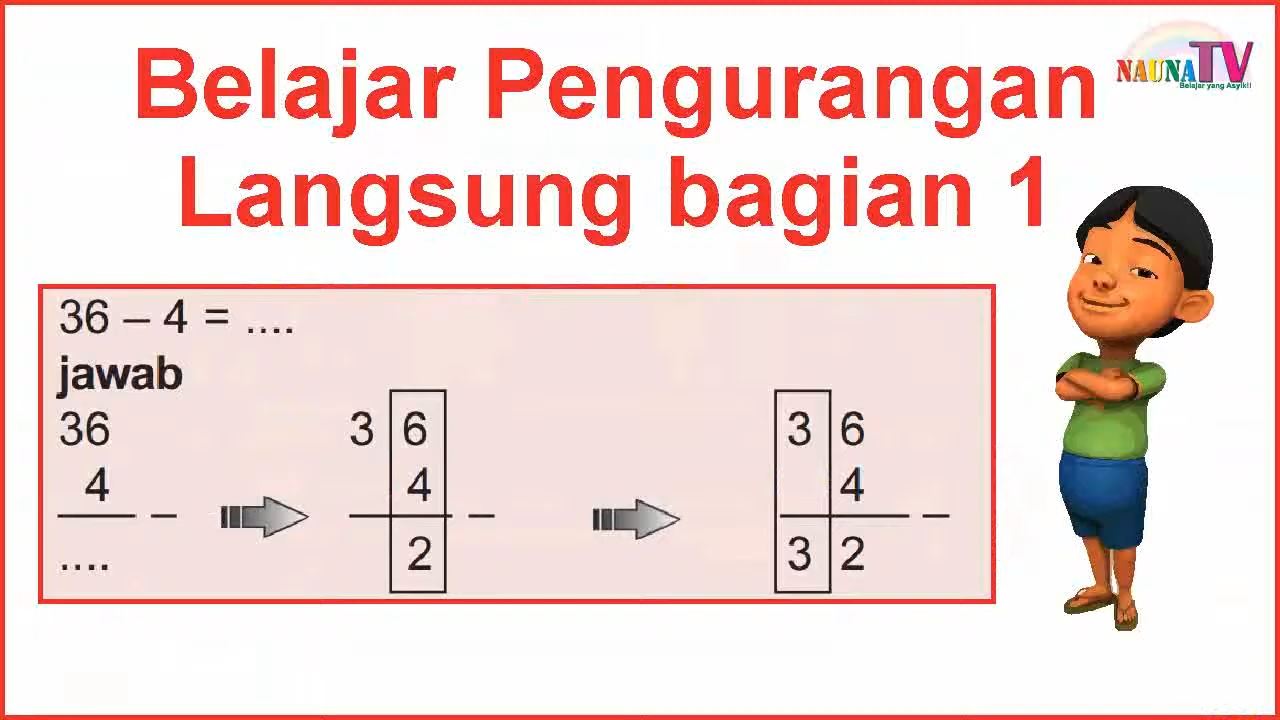 Belajar Pengurangan
Langsung bagian 1
NAUNATV
Belajar yang Asyik!!
36 – 4 = ....
jawab
36 3 6 3 6
4 4 4
– – –
.... 2 3 2